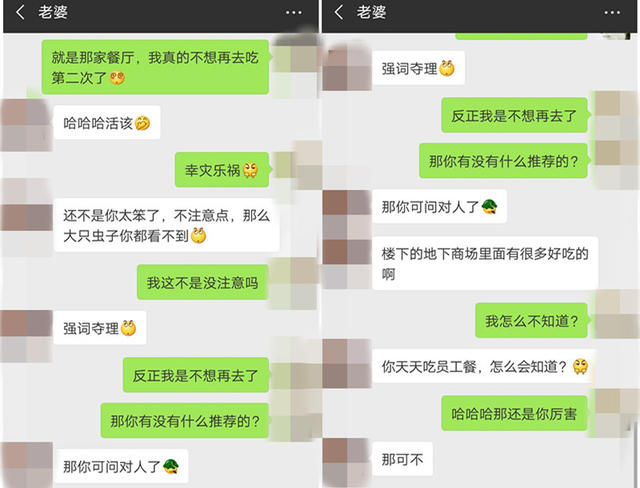 老婆
就是那家餐厅，我真的不想再去吃
第二次了
哈哈哈活该
幸灾乐祸
还不是你太笨了，不注意点，那么
大只虫子你都看不到
我这不是没注意吗
强词夺理
反正我是不想再去了
那你有没有什么推荐的？
那你可问对人了
老婆
强词夺理
反正我是不想再去了
那你有没有什么推荐的？
那你可问对人了
楼下的地下商场里面有很多好吃的
啊
我怎么不知道？
你天天吃员工餐，怎么会知道？
哈哈哈那还是你厉害
那可不